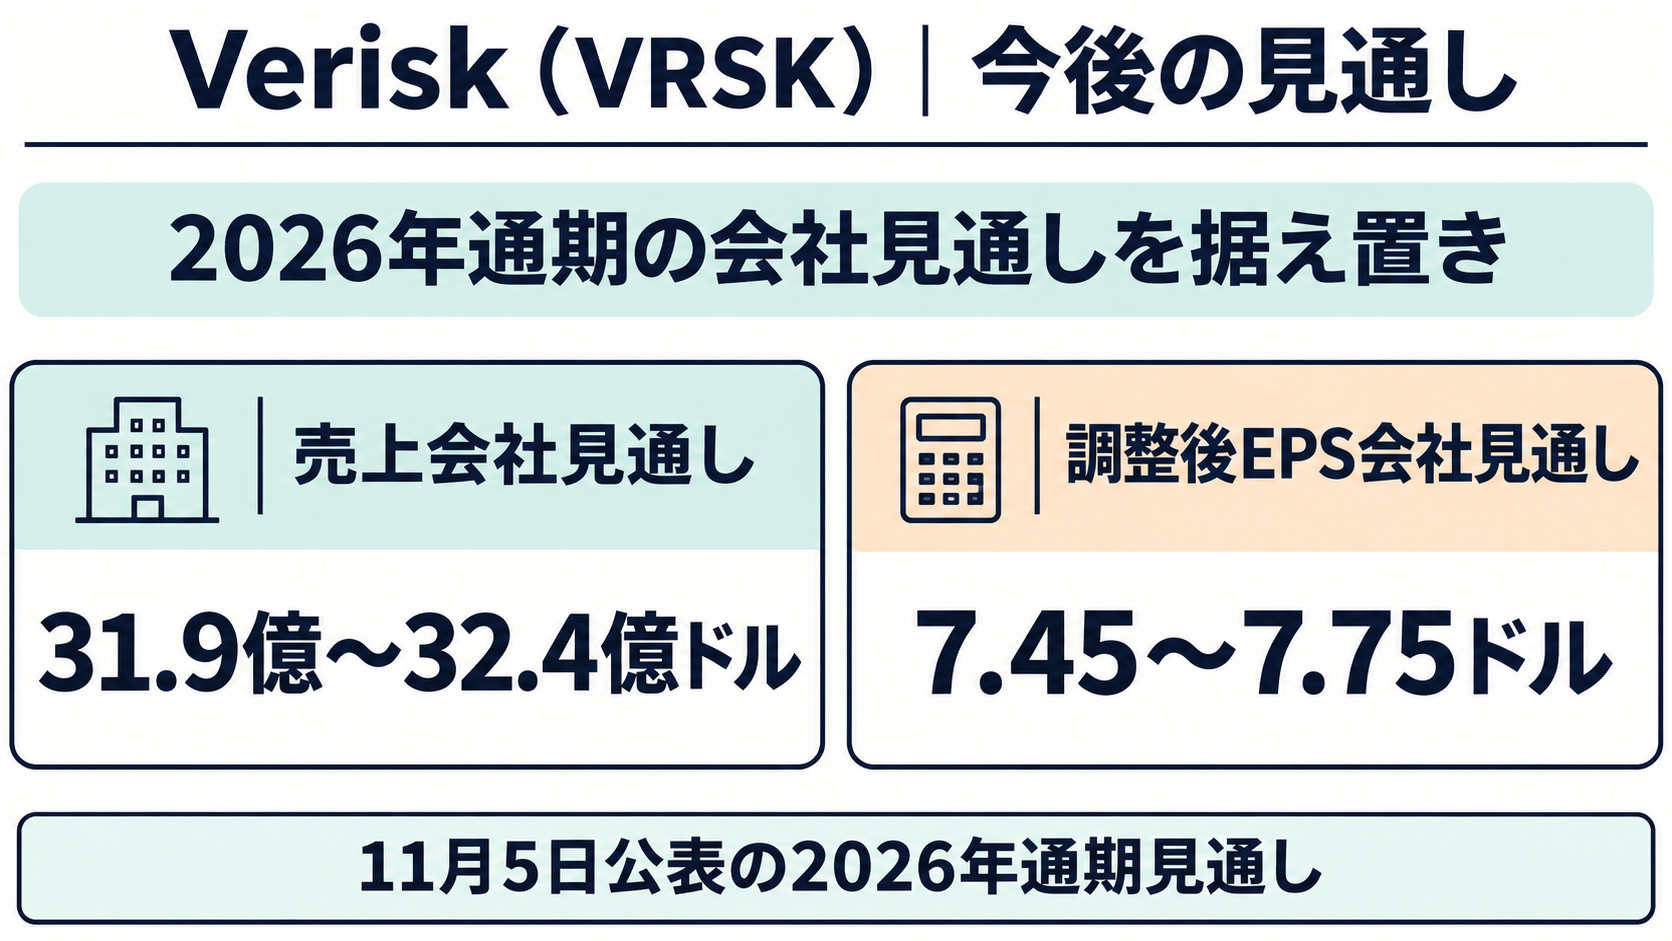 Verisk（VRSK）｜今後の見通し
2026年通期の会社見通しを据え置き
売上会社見通し
31.9億〜32.4億ドル
調整後EPS会社見通し
7.45〜7.75ドル
11月5日公表の2026年通期見通し